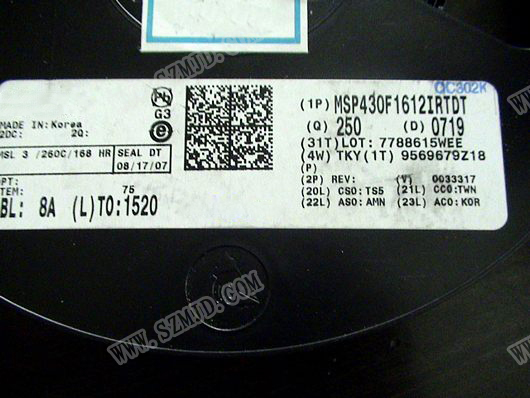 QC302K
(1P) MSP430F1612IRTDT
(Q) 250 (D) 0719
(31T)LOT: 7788615WEE
(4W) TKY(1T) 9569679Z18
(P)
(2P) REV: (V) 0033317
(20L) CSO:TS5 (21L) CCO:TWN
(22L) ASO:AMN (23L) ACO:KOR
G3
e
MADE IN:Korea
2DC: 2Q:
MSL 3 /260C/168 HR
SEAL DT
08/17/07
OPT:
ITEM: 75
BL: 8A (L)TO:1520
WWW.SZMJD.COM
WWW.SZMJD.COM